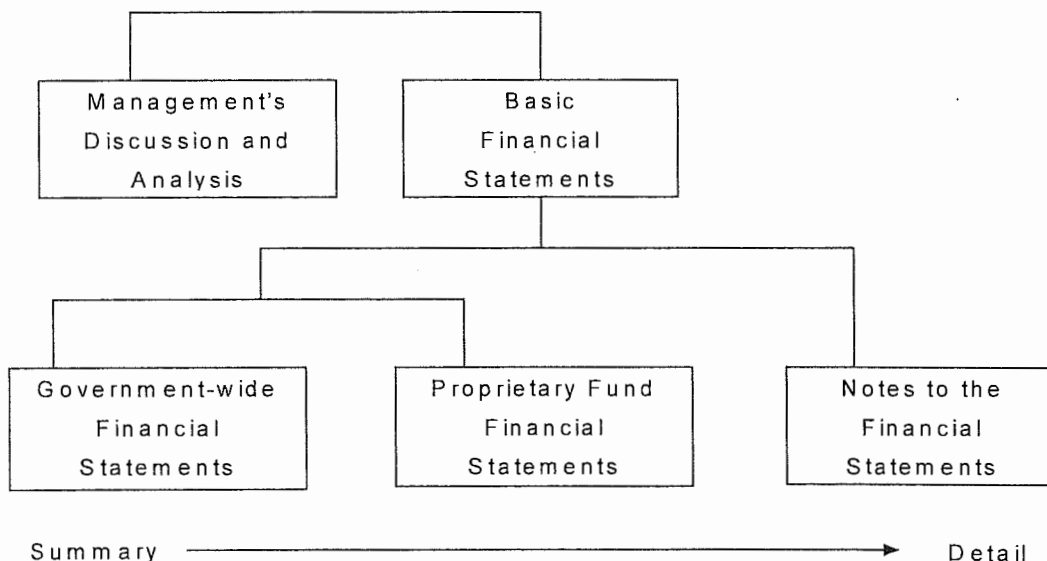 Management's
Discussion and
Analysis
Basic
Financial
Statements
Government-wide
Financial
Statements
Proprietary Fund
Financial
Statements
Notes to the
Financial
Statements
Summary
Detail